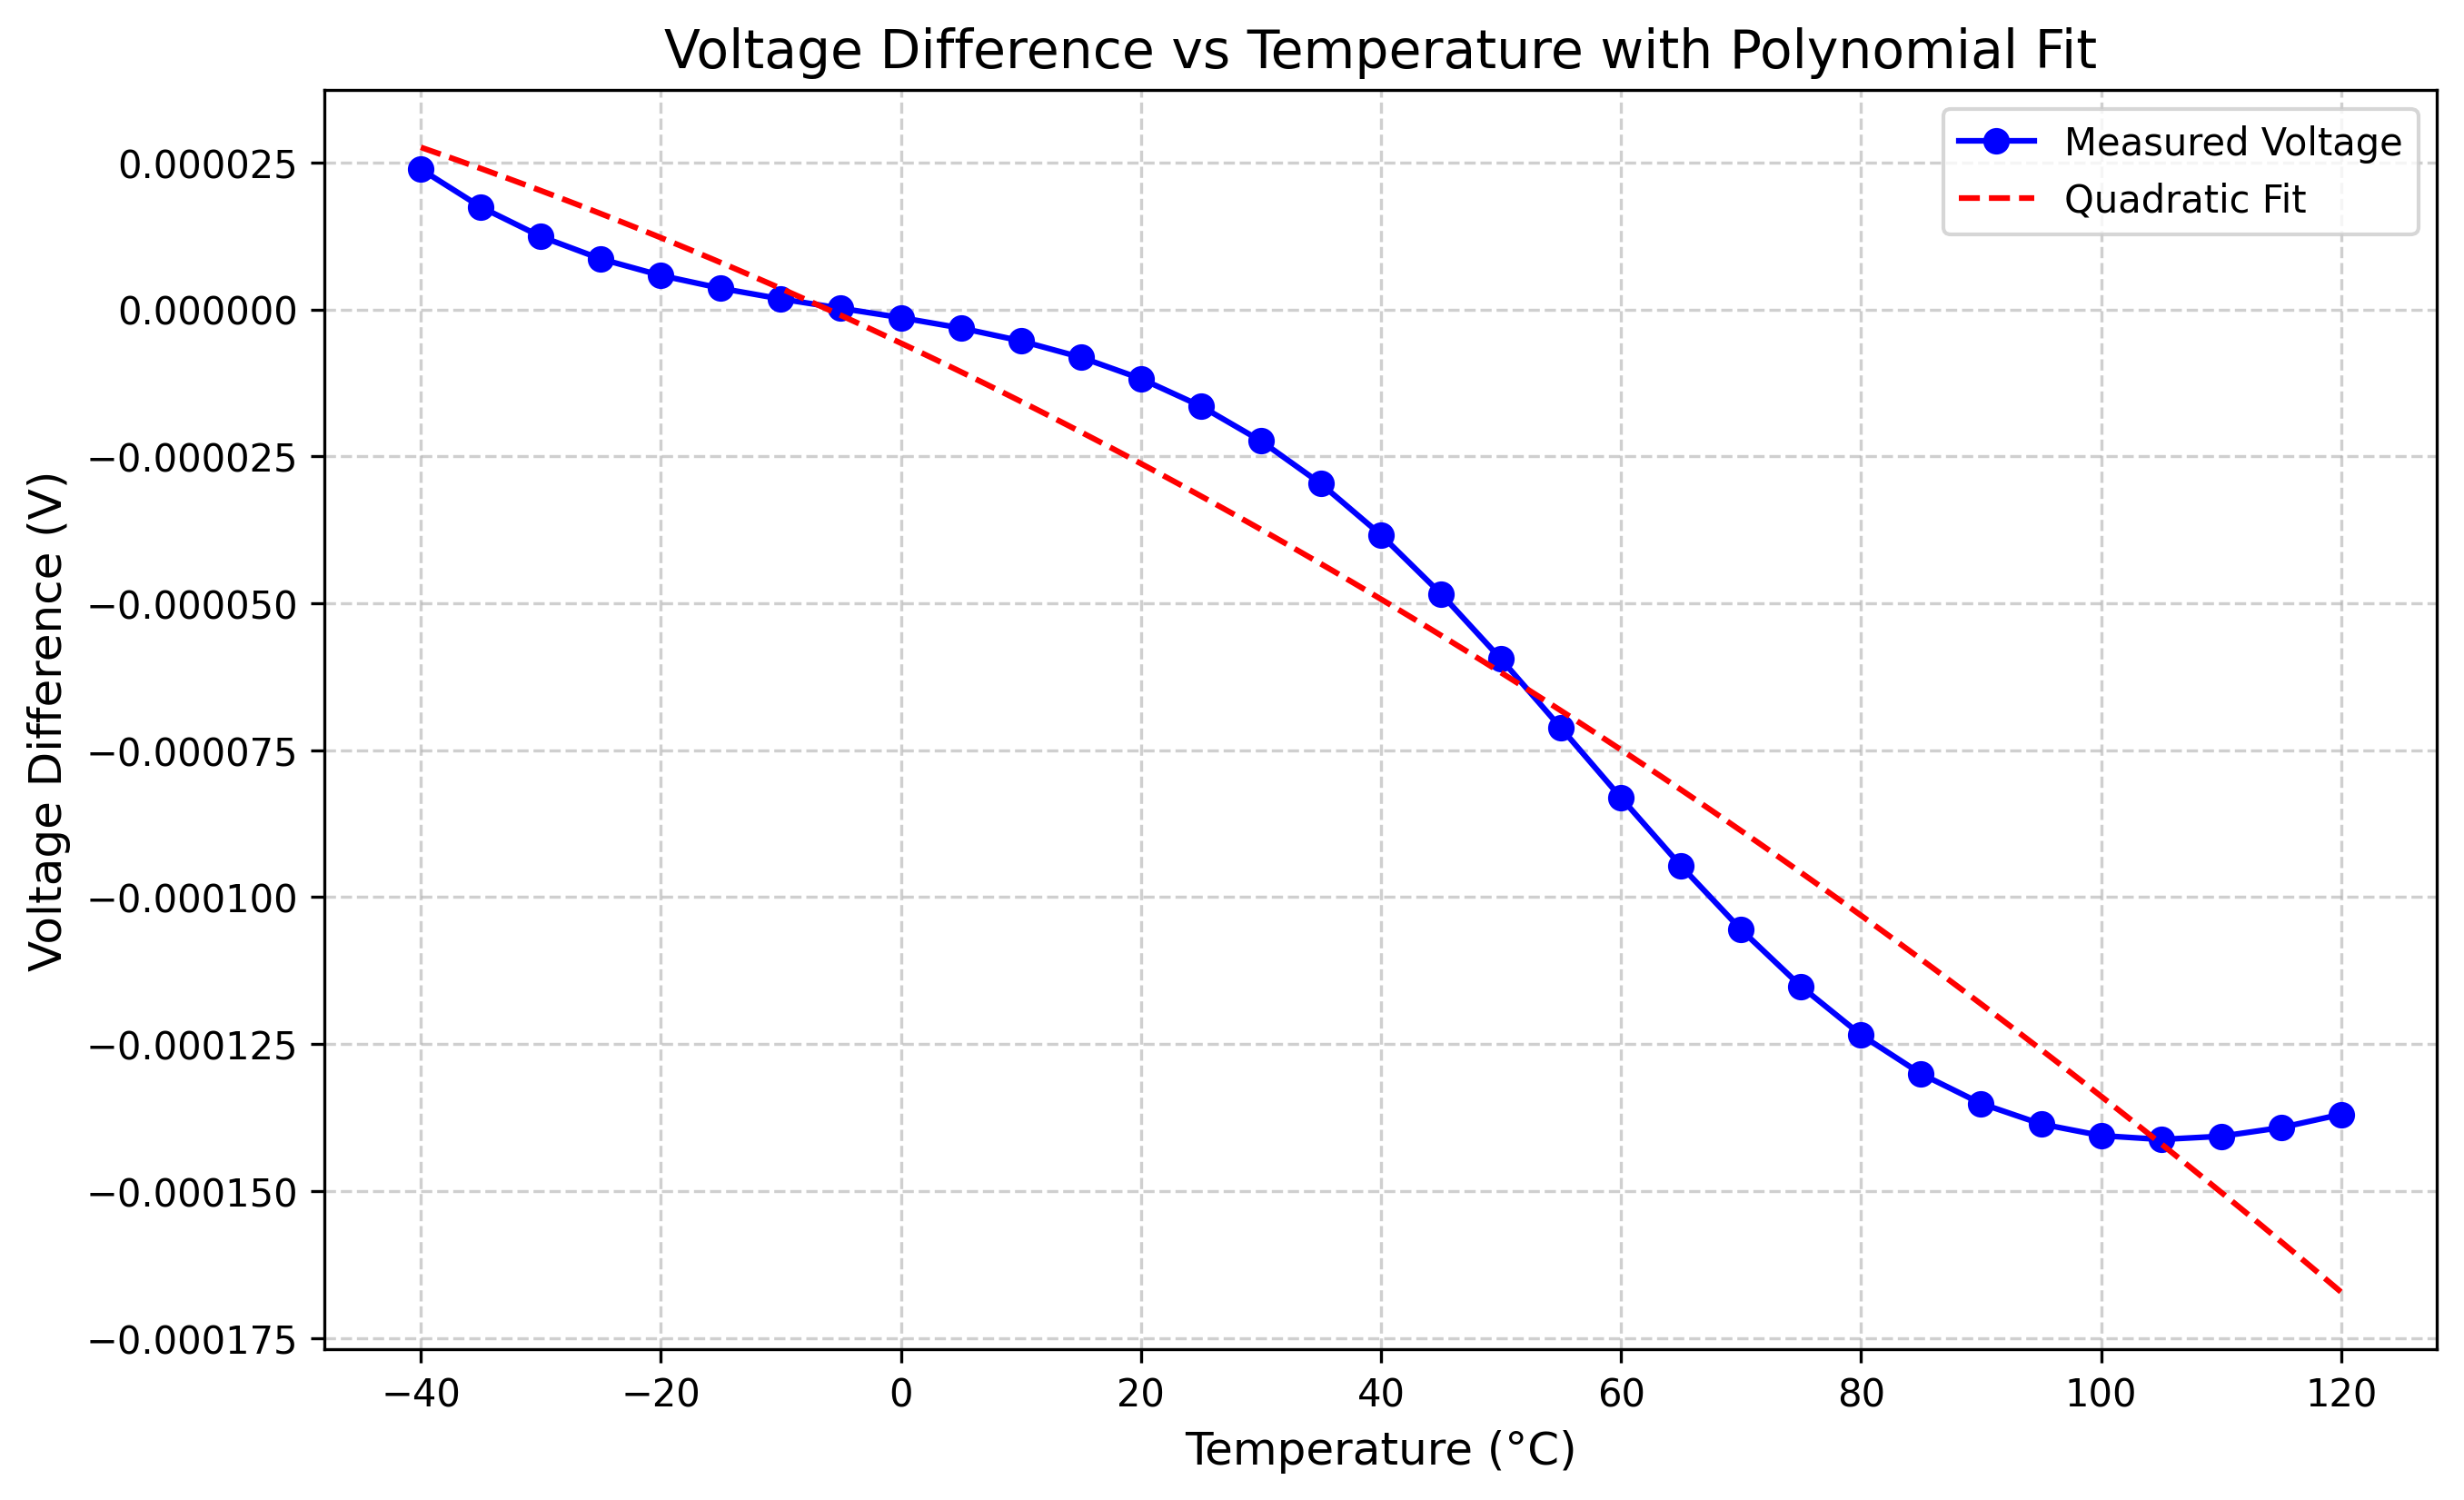 Voltage Difference vs Temperature with Polynomial Fit
Measured Voltage
Quadratic Fit
Voltage Difference (V)
0.000025
0.000000
−0.000025
−0.000050
−0.000075
−0.000100
−0.000125
−0.000150
−0.000175
−40 −20 0 20 40 60 80 100 120
Temperature (°C)